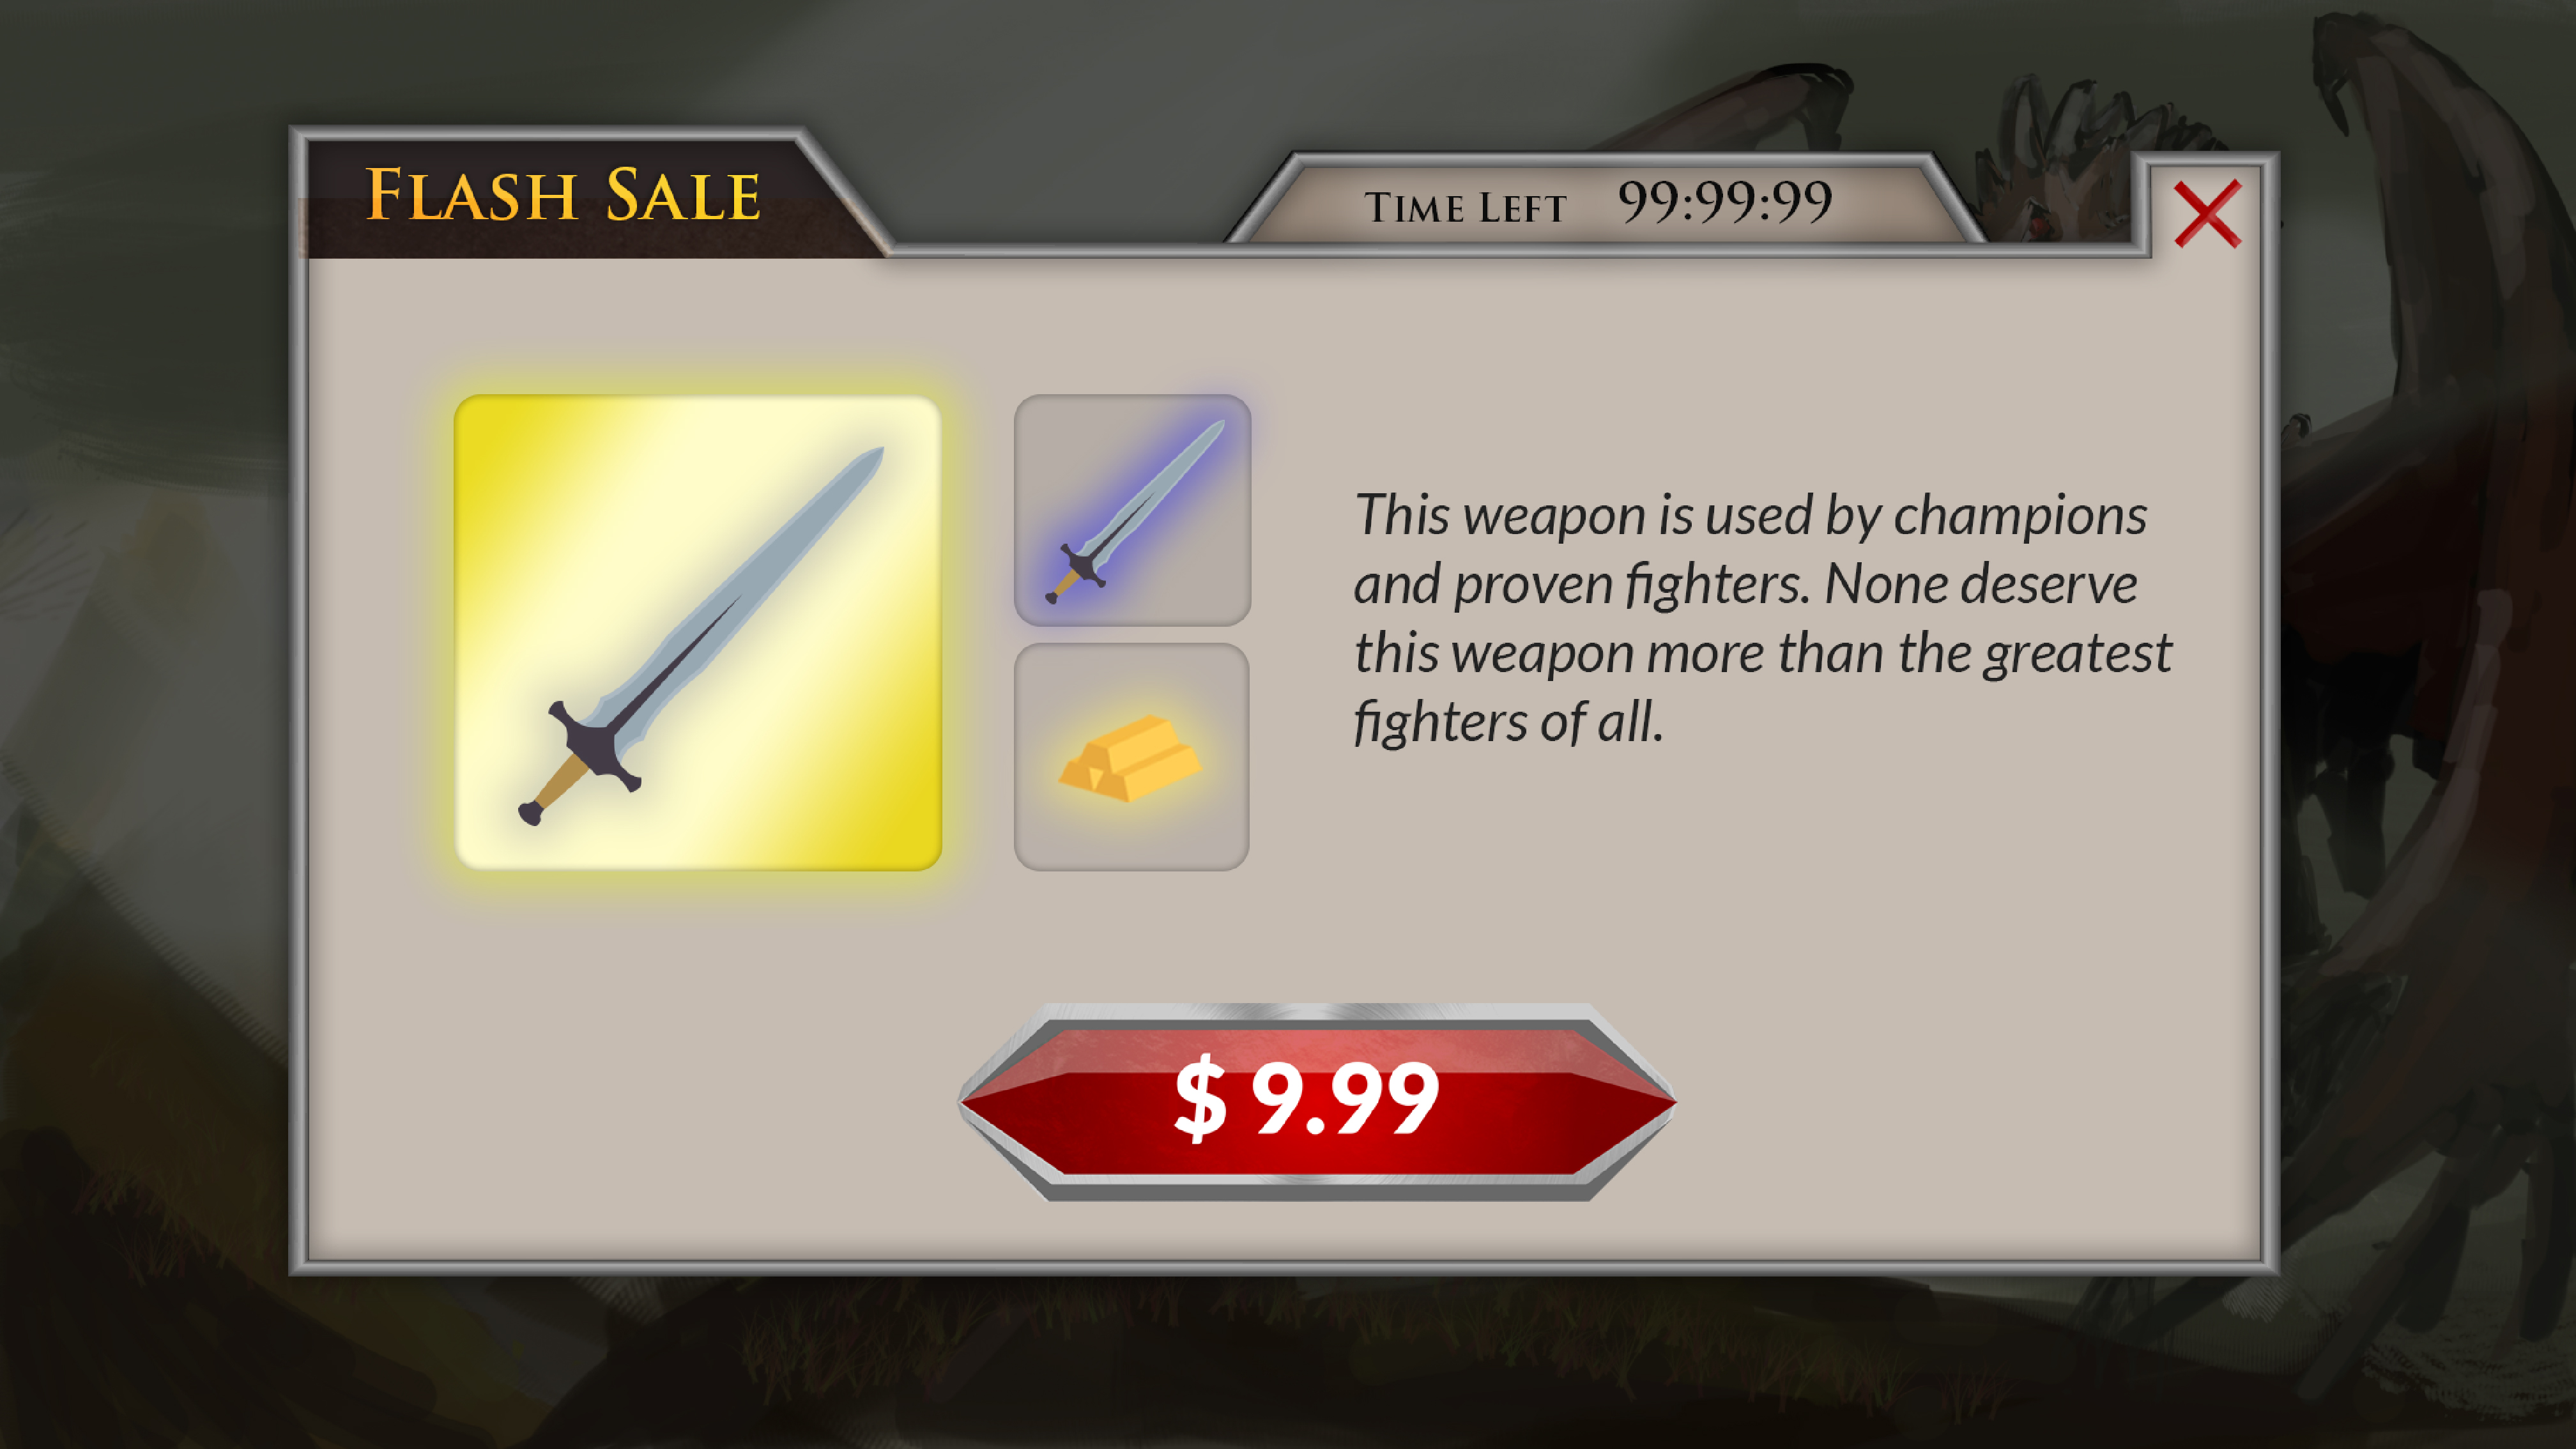 FLASH SALE
TIME LEFT 99:99:99
This weapon is used by champions
and proven fighters. None deserve
this weapon more than the greatest
fighters of all.
$ 9.99